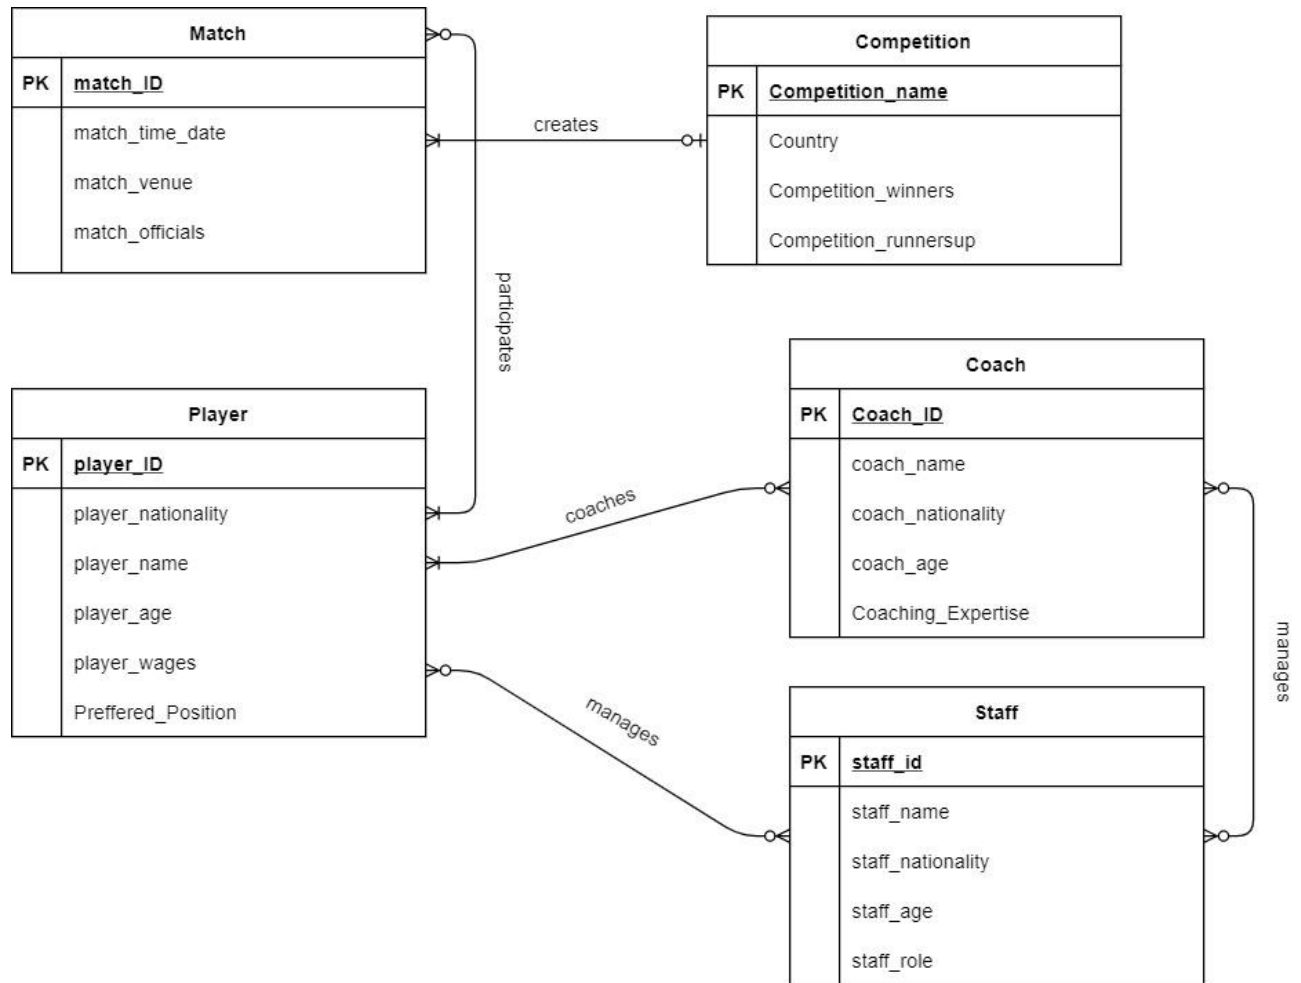 Match
PK match_ID
match_time_date
match_venue
match_officials
creates
Competition
PK Competition_name
Country
Competition_winners
Competition_runnersup
participates
Player
PK player_ID
player_nationality
player_name
player_age
player_wages
Preffered_Position
coaches
manages
Coach
PK Coach_ID
coach_name
coach_nationality
coach_age
Coaching_Expertise
manages
Staff
PK staff_id
staff_name
staff_nationality
staff_age
staff_role